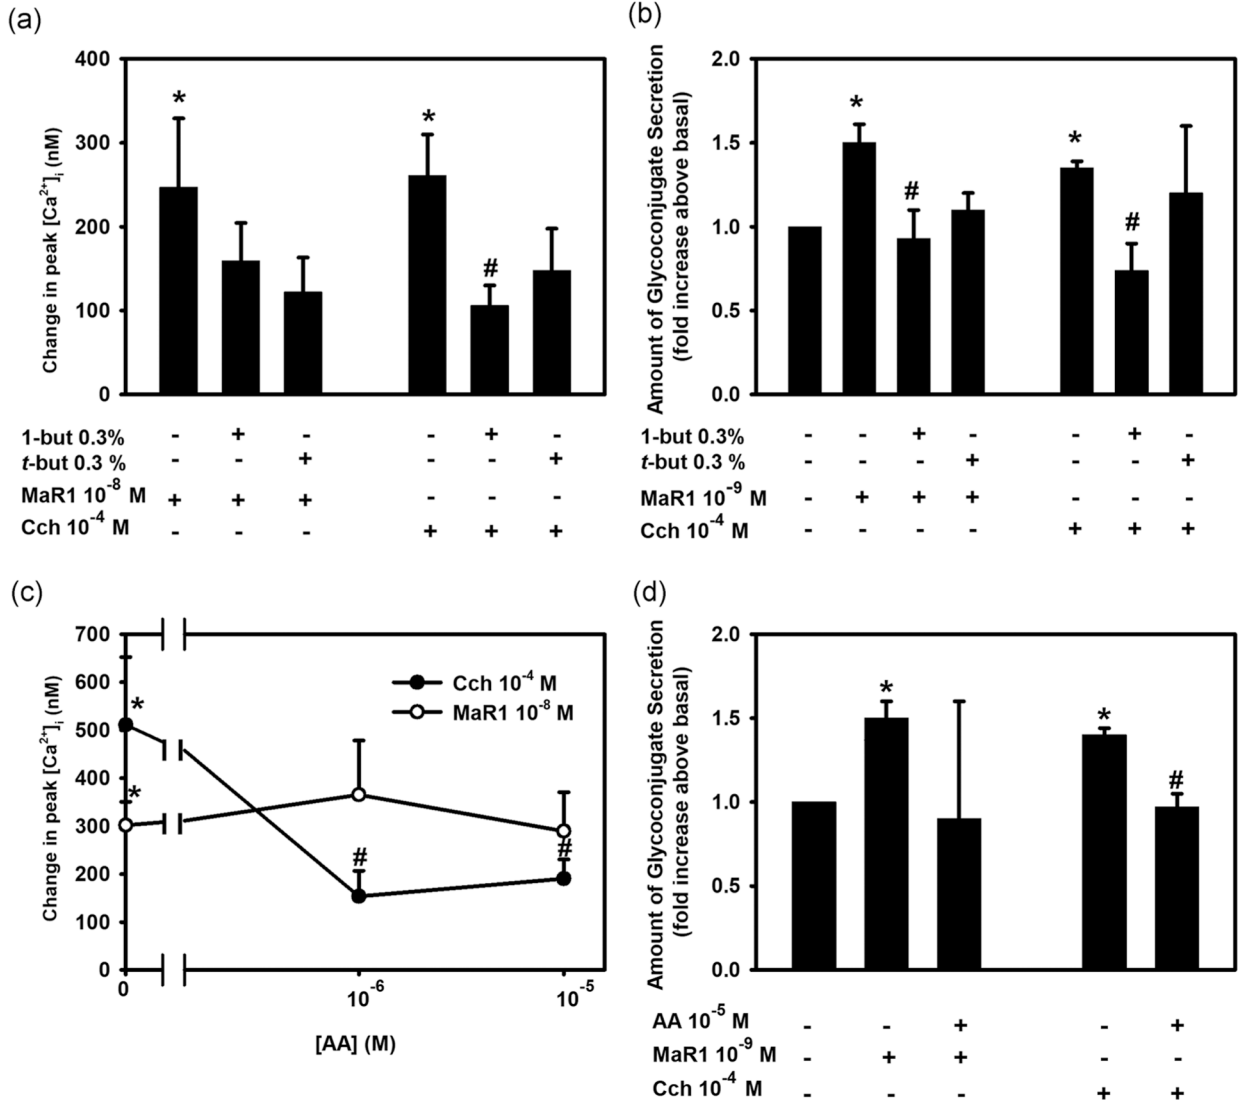 (a)
Change in peak [Ca²⁺]ᵢ (nM)
400
300
200
100
0
*
*
#
1-but 0.3% - + - - + -
t-but 0.3 % - - + - - +
MaR1 10⁻⁸ M + + + - - -
Cch 10⁻⁴ M - - - + + +
(b)
Amount of Glycoconjugate Secretion
(fold increase above basal)
2.0
1.5
1.0
0.5
0.0
*
#
*
#
1-but 0.3% - - + - - + -
t-but 0.3 % - - - + - - +
MaR1 10⁻⁹ M - + + + - - -
Cch 10⁻⁴ M - - - - + + +
(c)
Change in peak [Ca²⁺]ᵢ (nM)
700
600
500
400
300
200
100
0
*
*
#
#
Cch 10⁻⁴ M
MaR1 10⁻⁸ M
0 10⁻⁶ 10⁻⁵
[AA] (M)
(d)
Amount of Glycoconjugate Secretion
(fold increase above basal)
2.0
1.5
1.0
0.5
0.0
*
*
#
AA 10⁻⁵ M - - + - +
MaR1 10⁻⁹ M - + + - -
Cch 10⁻⁴ M - - - + +